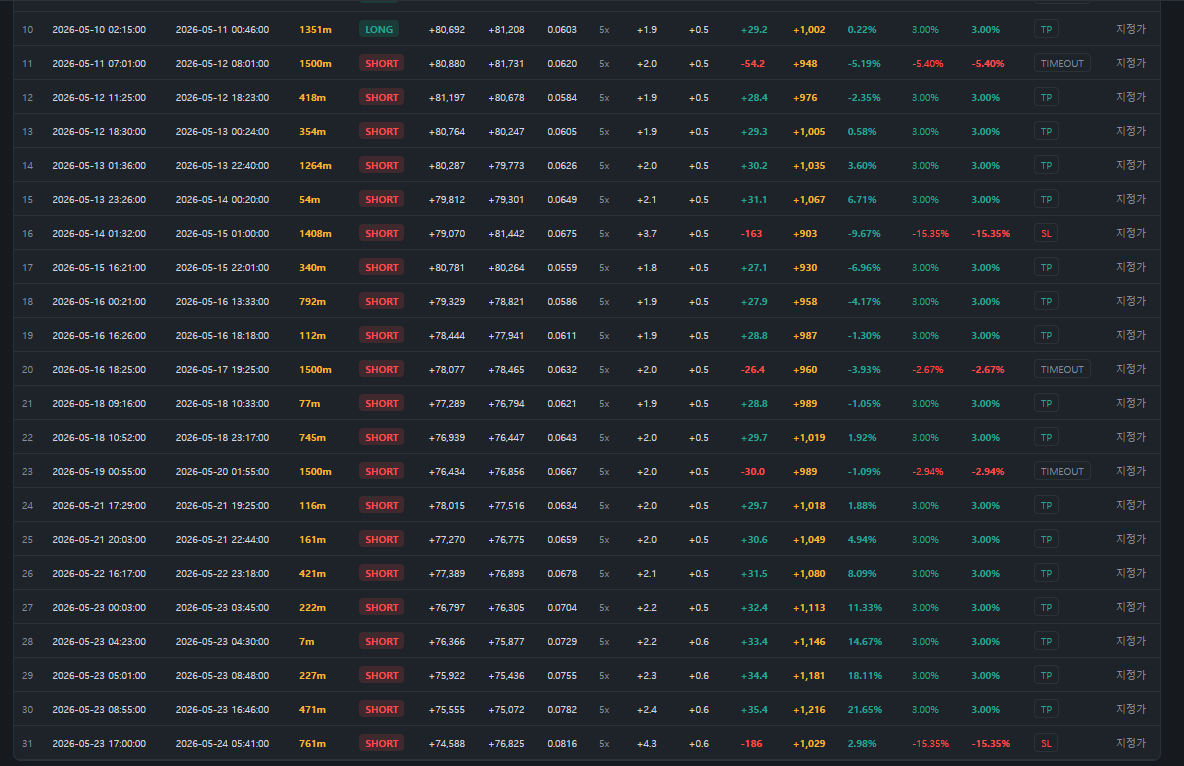 10 2026-05-10 02:15:00 2026-05-11 00:46:00 1351m LONG +80,692 +81,208 0.0603 5x +1.9 +0.5 +29.2 +1,002 0.22% 3.00% 3.00% TP 지정가
11 2026-05-11 07:01:00 2026-05-12 08:01:00 1500m SHORT +80,880 +81,731 0.0620 5x +2.0 +0.5 -54.2 +948 -5.19% -5.40% -5.40% TIMEOUT 지정가
12 2026-05-12 11:25:00 2026-05-12 18:23:00 418m SHORT +81,197 +80,678 0.0584 5x +1.9 +0.5 +28.4 +976 -2.35% 3.00% 3.00% TP 지정가
13 2026-05-12 18:30:00 2026-05-13 00:24:00 354m SHORT +80,764 +80,247 0.0605 5x +1.9 +0.5 +29.3 +1,005 0.58% 3.00% 3.00% TP 지정가
14 2026-05-13 01:36:00 2026-05-13 22:40:00 1264m SHORT +80,287 +79,773 0.0626 5x +2.0 +0.5 +30.2 +1,035 3.60% 3.00% 3.00% TP 지정가
15 2026-05-13 23:26:00 2026-05-14 00:20:00 54m SHORT +79,812 +79,301 0.0649 5x +2.1 +0.5 +31.1 +1,067 6.71% 3.00% 3.00% TP 지정가
16 2026-05-14 01:32:00 2026-05-15 01:00:00 1408m SHORT +79,070 +81,442 0.0675 5x +3.7 +0.5 -163 +903 -9.67% -15.35% -15.35% SL 지정가
17 2026-05-15 16:21:00 2026-05-15 22:01:00 340m SHORT +80,781 +80,264 0.0559 5x +1.8 +0.5 +27.1 +930 -6.96% 3.00% 3.00% TP 지정가
18 2026-05-16 00:21:00 2026-05-16 13:33:00 792m SHORT +79,329 +78,821 0.0586 5x +1.9 +0.5 +27.9 +958 -4.17% 3.00% 3.00% TP 지정가
19 2026-05-16 16:26:00 2026-05-16 18:18:00 112m SHORT +78,444 +77,941 0.0611 5x +1.9 +0.5 +28.8 +987 -1.30% 3.00% 3.00% TP 지정가
20 2026-05-16 18:25:00 2026-05-17 19:25:00 1500m SHORT +78,077 +78,465 0.0632 5x +2.0 +0.5 -26.4 +960 -3.93% -2.67% -2.67% TIMEOUT 지정가
21 2026-05-18 09:16:00 2026-05-18 10:33:00 77m SHORT +77,289 +76,794 0.0621 5x +1.9 +0.5 +28.8 +989 -1.05% 3.00% 3.00% TP 지정가
22 2026-05-18 10:52:00 2026-05-18 23:17:00 745m SHORT +76,939 +76,447 0.0643 5x +2.0 +0.5 +29.7 +1,019 1.92% 3.00% 3.00% TP 지정가
23 2026-05-19 00:55:00 2026-05-20 01:55:00 1500m SHORT +76,434 +76,856 0.0667 5x +2.0 +0.5 -30.0 +989 -1.09% -2.94% -2.94% TIMEOUT 지정가
24 2026-05-21 17:29:00 2026-05-21 19:25:00 116m SHORT +78,015 +77,516 0.0634 5x +2.0 +0.5 +29.7 +1,018 1.88% 3.00% 3.00% TP 지정가
25 2026-05-21 20:03:00 2026-05-21 22:44:00 161m SHORT +77,270 +76,775 0.0659 5x +2.0 +0.5 +30.6 +1,049 4.94% 3.00% 3.00% TP 지정가
26 2026-05-22 16:17:00 2026-05-22 23:18:00 421m SHORT +77,389 +76,893 0.0678 5x +2.1 +0.5 +31.5 +1,080 8.09% 3.00% 3.00% TP 지정가
27 2026-05-23 00:03:00 2026-05-23 03:45:00 222m SHORT +76,797 +76,305 0.0704 5x +2.2 +0.5 +32.4 +1,113 11.33% 3.00% 3.00% TP 지정가
28 2026-05-23 04:23:00 2026-05-23 04:30:00 7m SHORT +76,366 +75,877 0.0729 5x +2.2 +0.6 +33.4 +1,146 14.67% 3.00% 3.00% TP 지정가
29 2026-05-23 05:01:00 2026-05-23 08:48:00 227m SHORT +75,922 +75,436 0.0755 5x +2.3 +0.6 +34.4 +1,181 18.11% 3.00% 3.00% TP 지정가
30 2026-05-23 08:55:00 2026-05-23 16:46:00 471m SHORT +75,555 +75,072 0.0782 5x +2.4 +0.6 +35.4 +1,216 21.65% 3.00% 3.00% TP 지정가
31 2026-05-23 17:00:00 2026-05-24 05:41:00 761m SHORT +74,588 +76,825 0.0816 5x +4.3 +0.6 -186 +1,029 2.98% -15.35% -15.35% SL 지정가